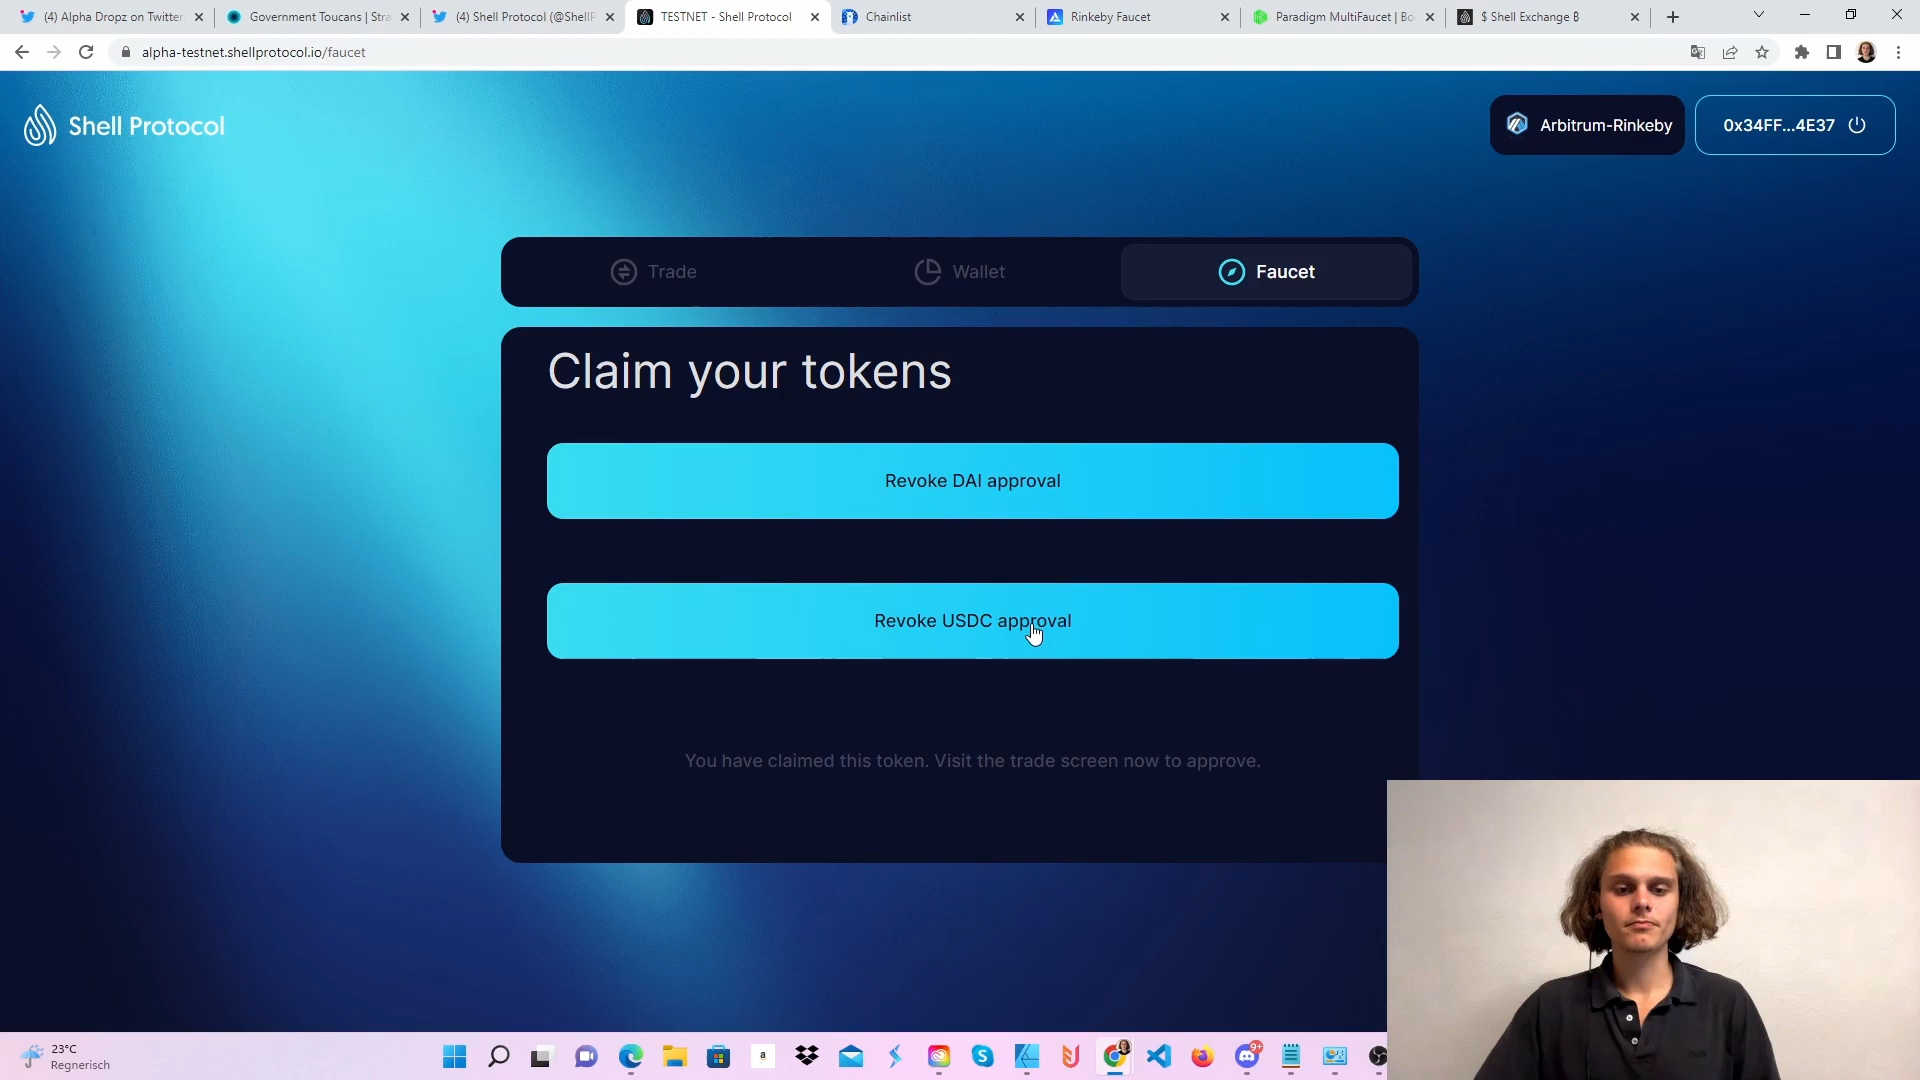 (4) Alpha Dropz on Twitter:
Government Toucans | Stra
(4) Shell Protocol (@ShellP
TESTNET - Shell Protocol
Chainlist
Rinkeby Faucet
Paradigm MultiFaucet | Bo
$ Shell Exchange ₿
alpha-testnet.shellprotocol.io/faucet
Shell Protocol
Arbitrum-Rinkeby
0x34FF...4E37
Trade
Wallet
Faucet
Claim your tokens
Revoke DAI approval
Revoke USDC approval
You have claimed this token. Visit the trade screen now to approve.
23°C
Regnerisch
a
9+